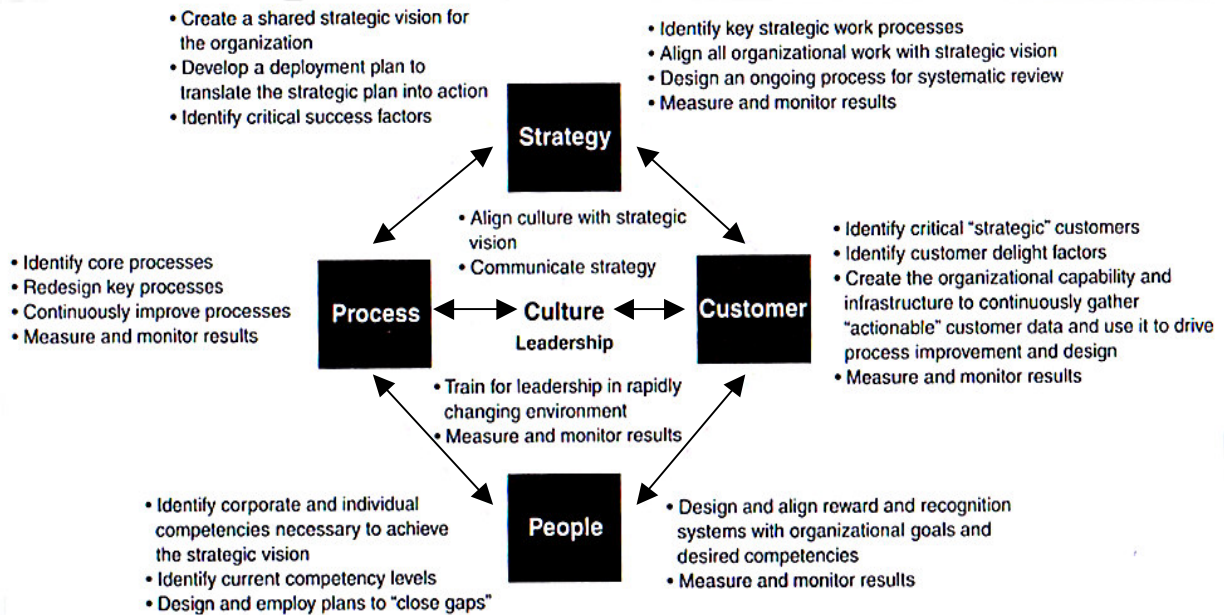 • Create a shared strategic vision for
the organization
• Develop a deployment plan to
translate the strategic plan into action
• Identify critical success factors
• Identify key strategic work processes
• Align all organizational work with strategic vision
• Design an ongoing process for systematic review
• Measure and monitor results
Strategy
• Align culture with strategic
vision
• Communicate strategy
• Identify core processes
• Redesign key processes
• Continuously improve processes
• Measure and monitor results
Process
Culture
Leadership
Customer
• Identify critical “strategic” customers
• Identify customer delight factors
• Create the organizational capability and
infrastructure to continuously gather
“actionable” customer data and use it to drive
process improvement and design
• Measure and monitor results
• Train for leadership in rapidly
changing environment
• Measure and monitor results
• Identify corporate and individual
competencies necessary to achieve
the strategic vision
• Identify current competency levels
• Design and employ plans to “close gaps”
People
• Design and align reward and recognition
systems with organizational goals and
desired competencies
• Measure and monitor results